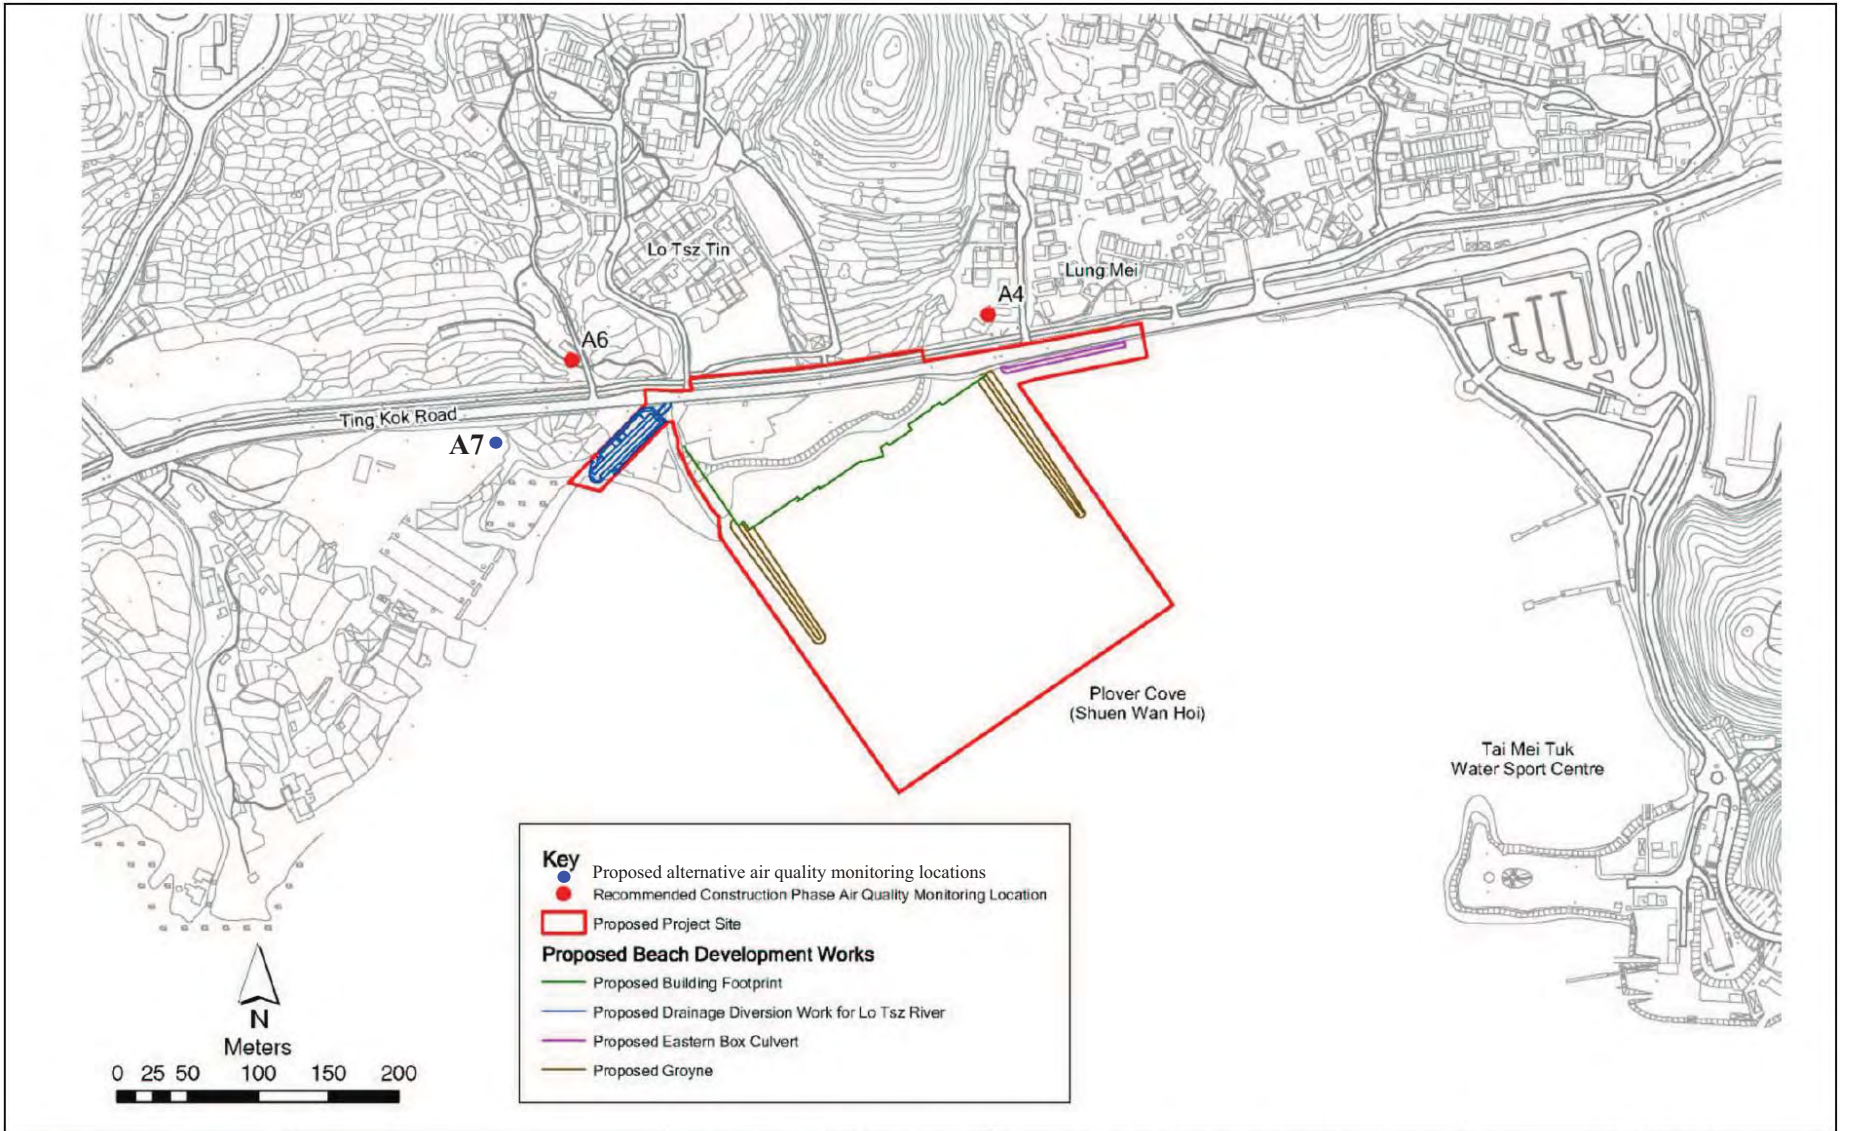 Lo Tsz Tin
Lung Mei
A4
A6
Ting Kok Road
A7
Plover Cove
(Shuen Wan Hoi)
Tai Mei Tuk
Water Sport Centre
Key
Proposed alternative air quality monitoring locations
Recommended Construction Phase Air Quality Monitoring Location
Proposed Project Site
Proposed Beach Development Works
Proposed Building Footprint
Proposed Drainage Diversion Work for Lo Tsz River
Proposed Eastern Box Culvert
Proposed Groyne
N
Meters
0 25 50 100 150 200